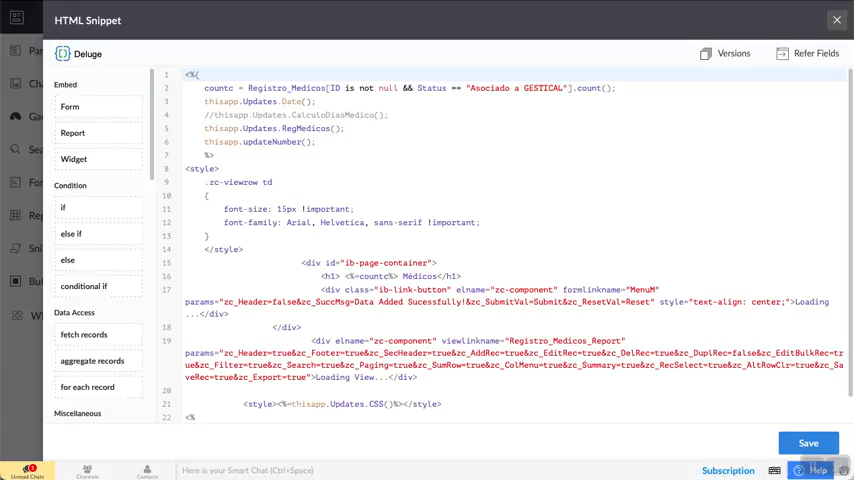 HTML Snippet
Deluge
Versions
Refer Fields
Embed
Form
Report
Widget
Condition
if
else if
else
conditional if
Data Access
fetch records
aggregate records
for each record
Miscellaneous
1 <%{
2 countc = Registro_Medicos[ID is not null && Status == "Asociado a GESTICAL"].count();
3 thisapp.Updates.Date();
4 //thisapp.Updates.CalculoDiasMedico();
5 thisapp.Updates.RegMedicos();
6 thisapp.updateNumber();
7 %>
8 <style>
9 .zc-viewrow td
10 {
11 font-size: 15px !important;
12 font-family: Arial, Helvetica, sans-serif !important;
13 }
14 </style>
15 <div id="ib-page-container">
16 <h1> <%=countc%> Médicos</h1>
17 <div class="ib-link-button" elname="zc-component" formlinkname="MenuM"
params="zc_Header=false&zc_SuccMsg=Data Added Sucessfully!&zc_SubmitVal=Submit&zc_ResetVal=Reset" style="text-align: center;">Loading
...</div>
18 </div>
19 <div elname="zc-component" viewlinkname="Registro_Medicos_Report"
params="zc_Header=true&zc_Footer=true&zc_SecHeader=true&zc_AddRec=true&zc_EditRec=true&zc_DelRec=true&zc_DuplRec=false&zc_EditBulkRec=tr
ue&zc_Filter=true&zc_Search=true&zc_Paging=true&zc_SumRow=true&zc_ColMenu=true&zc_Summary=true&zc_RecSelect=true&zc_AltRowClr=true&zc_Sa
veRec=true&zc_Export=true">Loading View...</div>
20
21 <style><%=thisapp.Updates.CSS()%></style>
22 <%
Save
Unread Chats
Channels
Contacts
Here is your Smart Chat (Ctrl+Space)
Subscription
Help